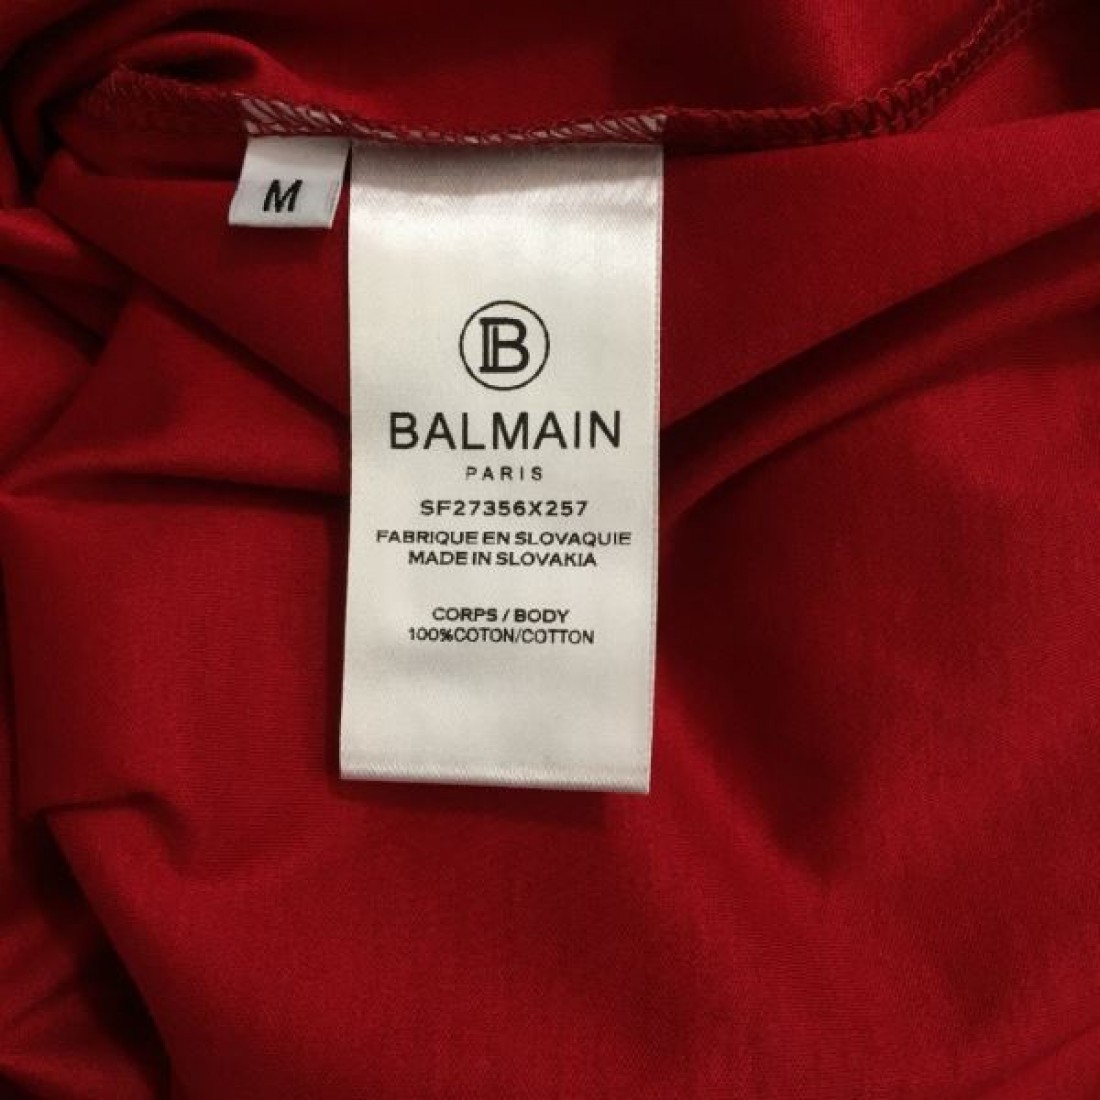 M
B
BALMAIN
PARIS
SF27356X257
FABRIQUE EN SLOVAQUIE
MADE IN SLOVAKIA
CORPS / BODY
100%COTON/COTTON